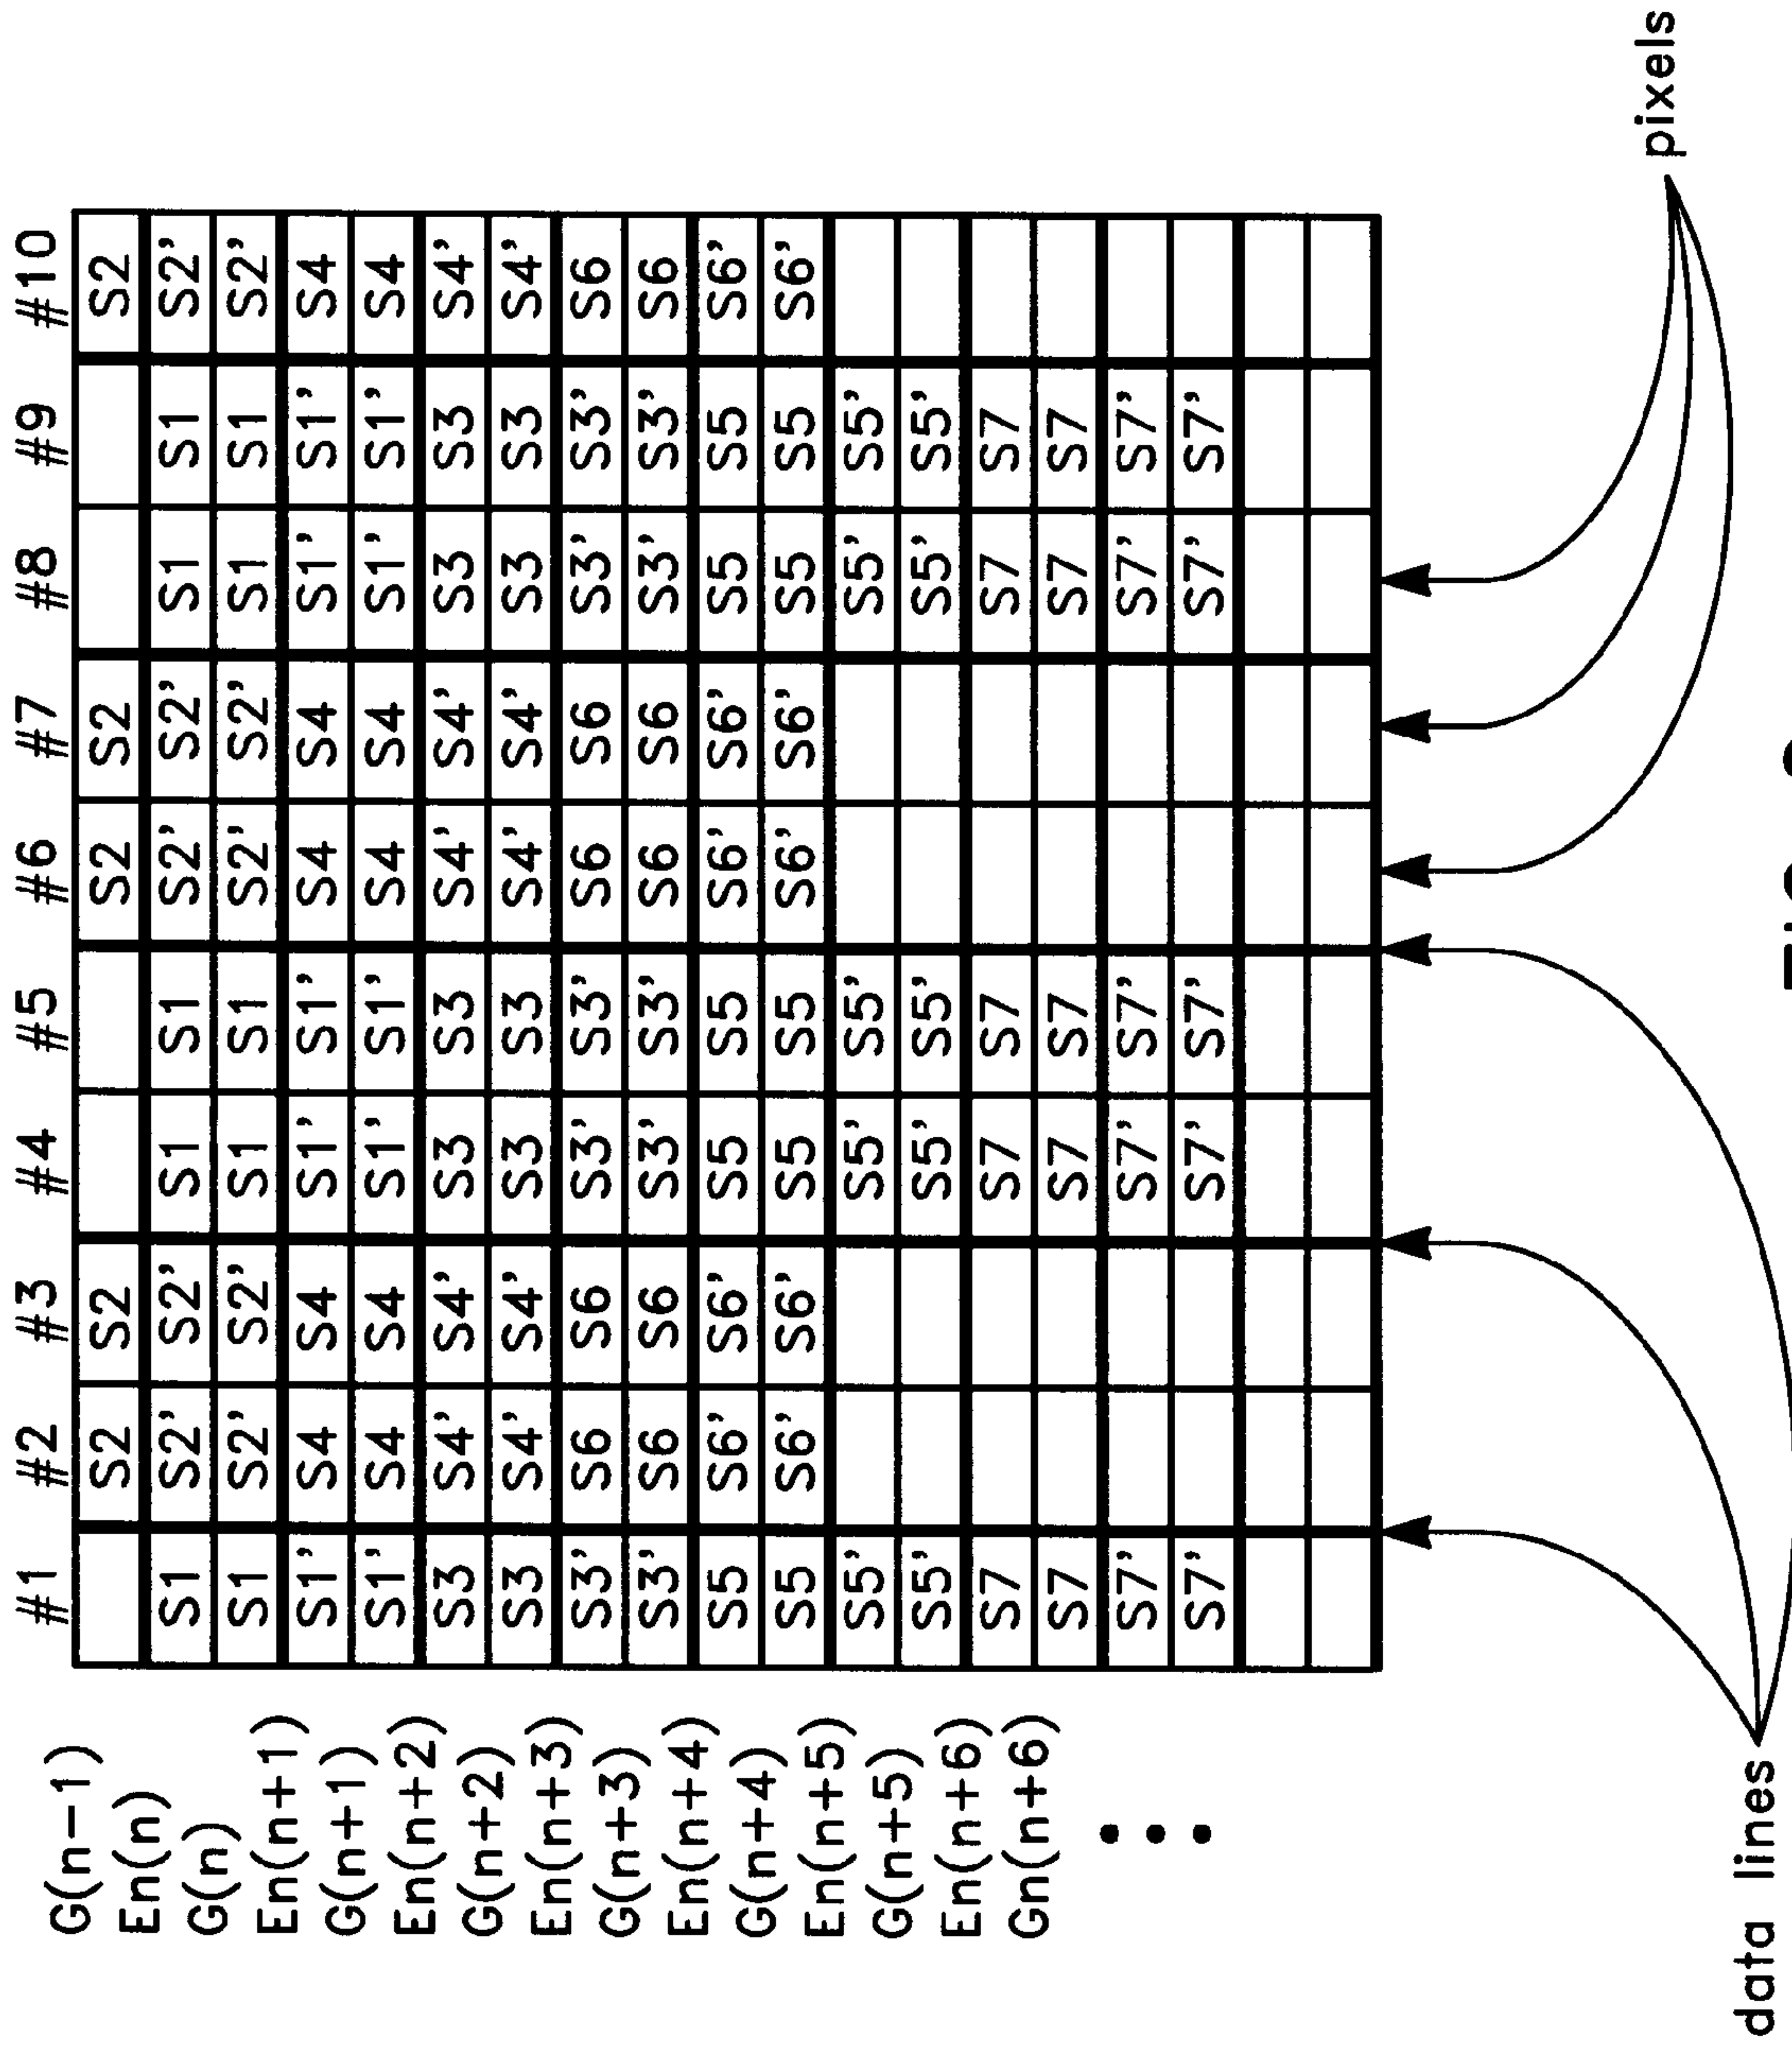 #1 #2 #3 #4 #5 #6 #7 #8 #9 #10
G(n-1) S2 S2 S2 S2 S2
En(n) S1 S2' S2' S1 S1 S2' S2' S1 S1 S2'
G(n) S1 S2' S2' S1 S1 S2' S2' S1 S1 S2'
En(n+1) S1' S4 S4 S1' S1' S4 S4 S1' S1' S4
G(n+1) S1' S4 S4 S1' S1' S4 S4 S1' S1' S4
En(n+2) S3 S4' S4' S3 S3 S4' S4' S3 S3 S4'
G(n+2) S3 S4' S4' S3 S3 S4' S4' S3 S3 S4'
En(n+3) S3' S6 S6 S3' S3' S6 S6 S3' S3' S6
G(n+3) S3' S6 S6 S3' S3' S6 S6 S3' S3' S6
En(n+4) S5 S6' S6' S5 S5 S6' S6' S5 S5 S6'
G(n+4) S5 S6' S6' S5 S5 S6' S6' S5 S5 S6'
En(n+5) S5' S5' S5' S5' S5'
G(n+5) S5' S5' S5' S5' S5'
En(n+6) S7 S7 S7 S7 S7
Gn(n+6) S7 S7 S7 S7 S7
S7' S7' S7' S7' S7'
S7' S7' S7' S7' S7'
pixels
data lines